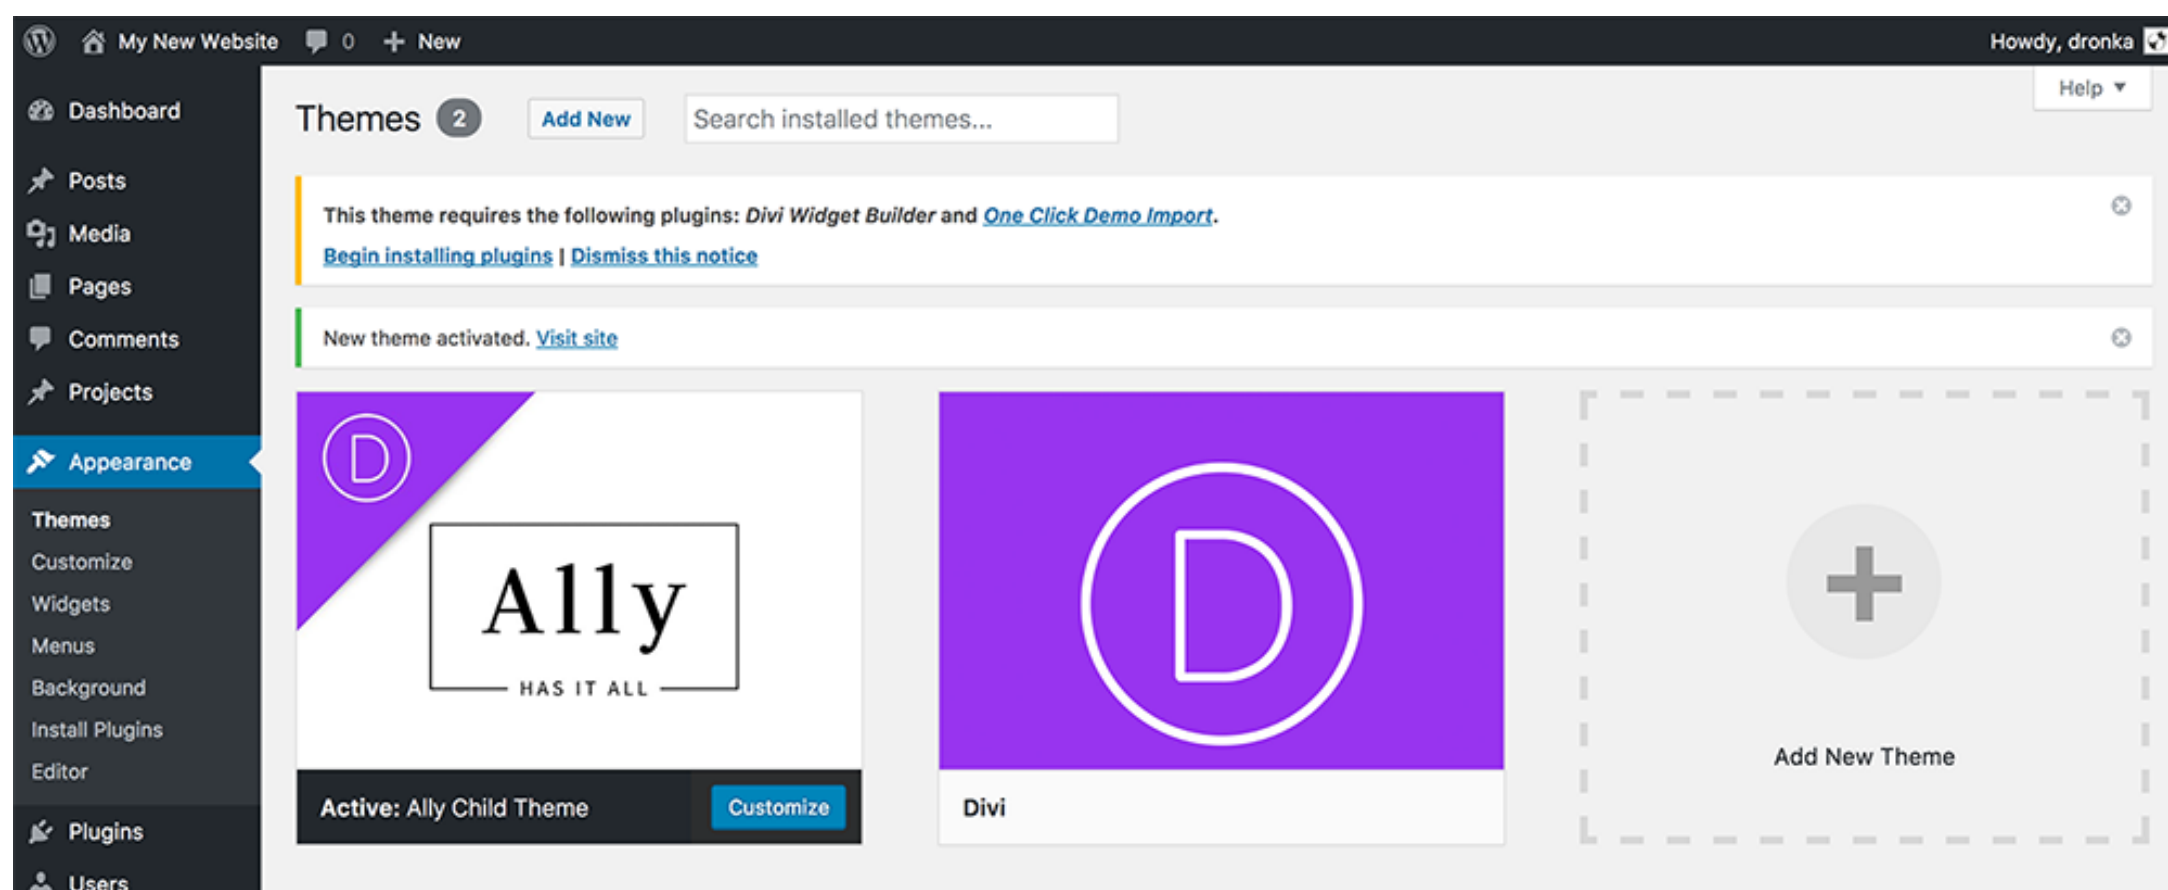 My New Website 0 + New
Howdy, dronka
Help ▼
Dashboard
Posts
Media
Pages
Comments
Projects
Appearance
Themes
Customize
Widgets
Menus
Background
Install Plugins
Editor
Plugins
Users
Themes 2 Add New Search installed themes...
This theme requires the following plugins: Divi Widget Builder and One Click Demo Import.
Begin installing plugins | Dismiss this notice
New theme activated. Visit site
D
Ally
HAS IT ALL
Active: Ally Child Theme Customize
D
Divi
Add New Theme